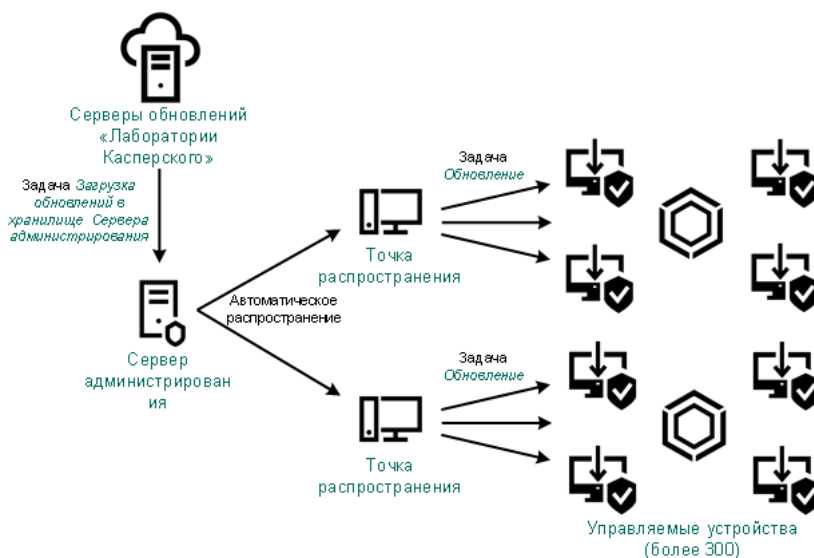 Серверы обновлений
«Лаборатории
Касперского»
Задача Загрузка
обновлений в
хранилище Сервера
администрирования
Сервер
администрирован
ия
Автоматическое
распространение
Точка
распространения
Задача
Обновление
Точка
распространения
Задача
Обновление
Управляемые устройства
(более 300)